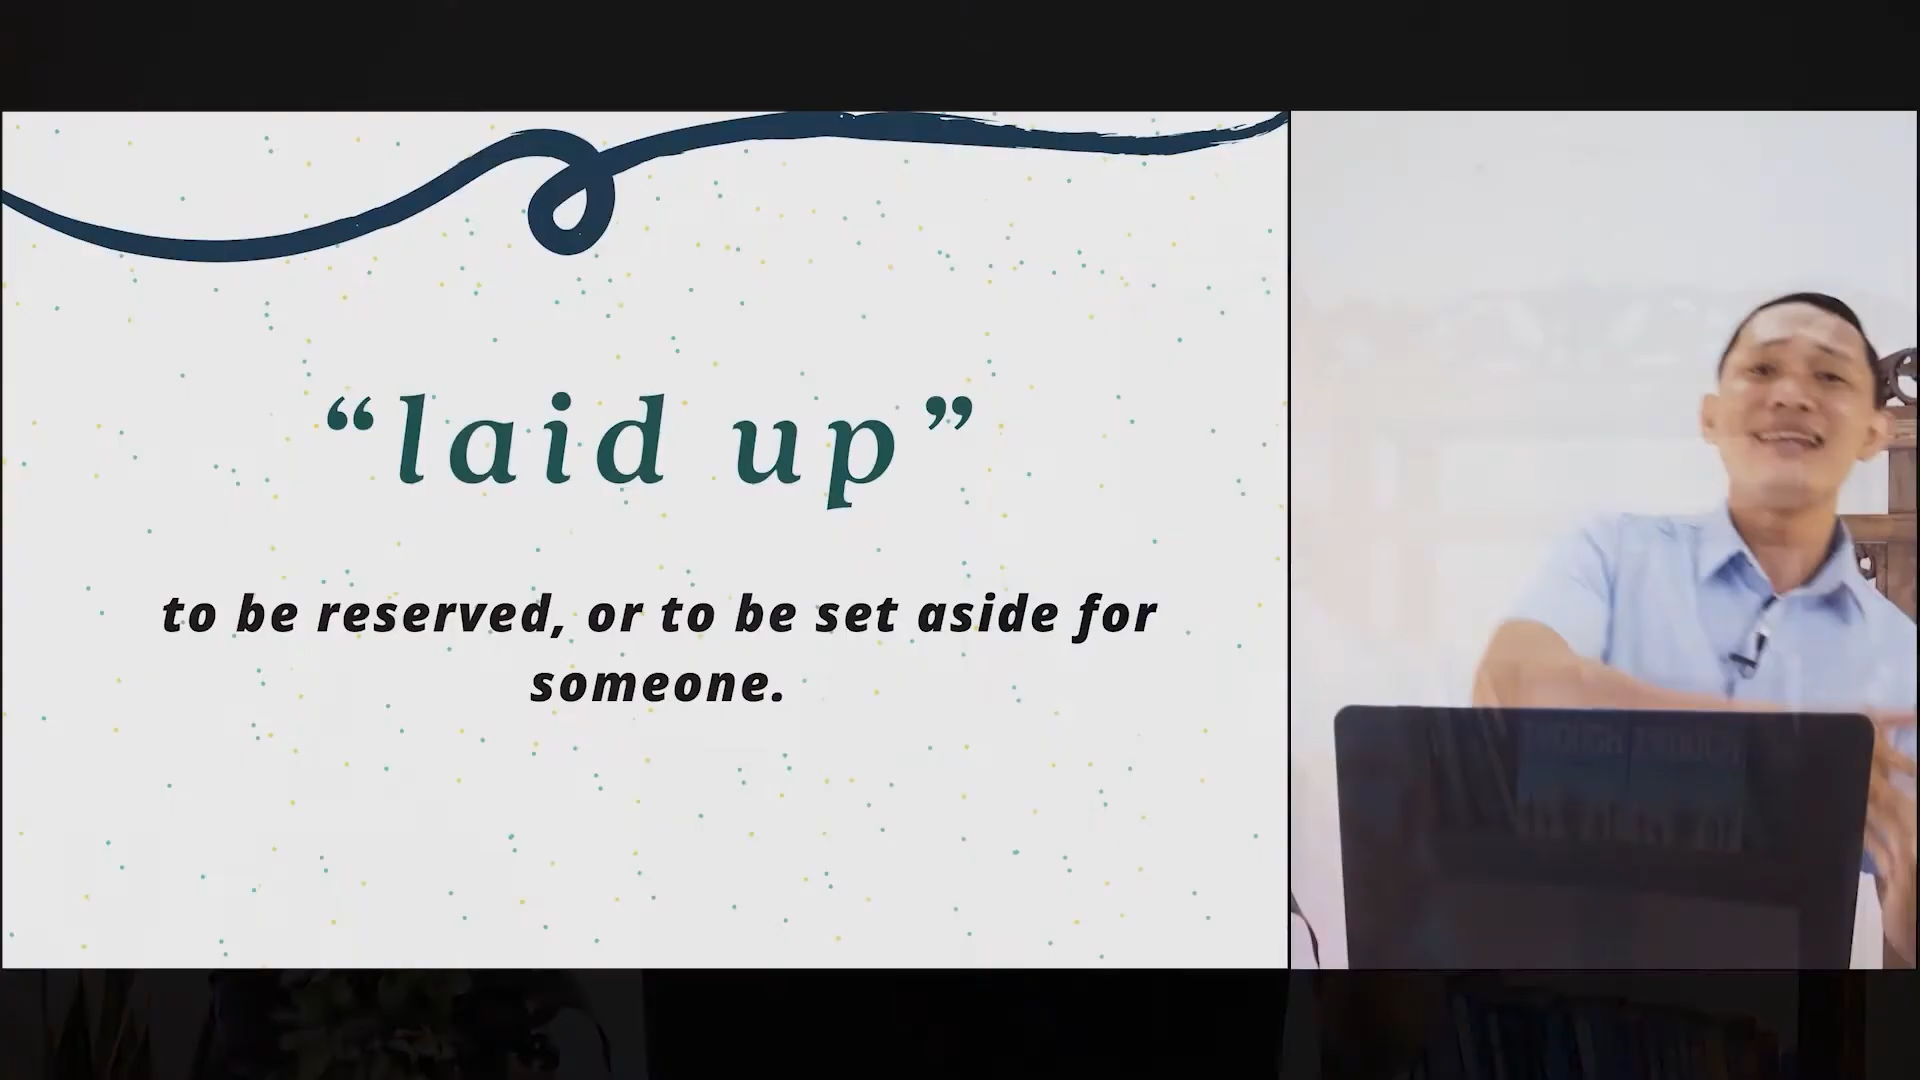 “laid up”
to be reserved, or to be set aside for
someone.